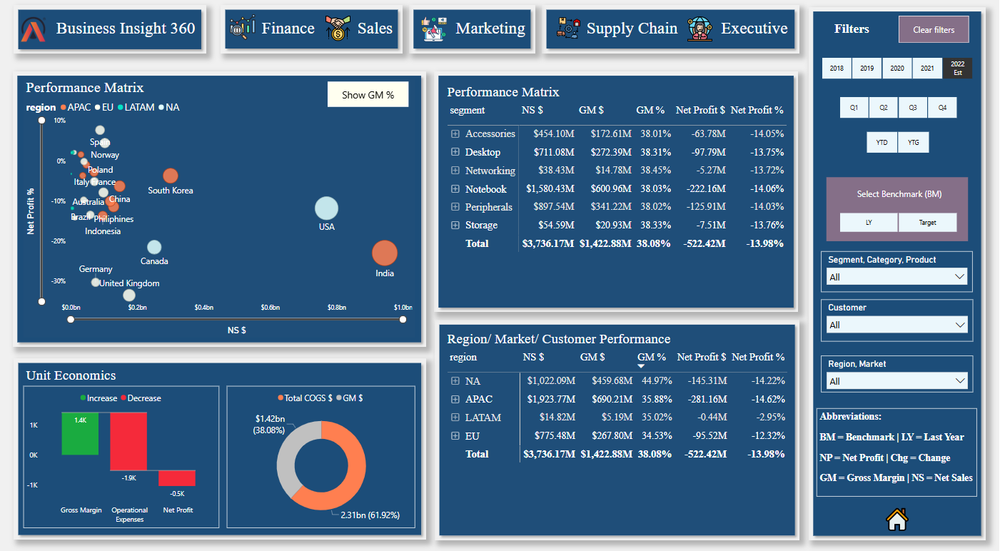 Business Insight 360
Finance
Sales
Marketing
Supply Chain
Executive
Performance Matrix
Show GM %
region APAC EU LATAM NA
10%
0%
-10%
-20%
-30%
Net Profit %
Spain
Norway
Poland
Italy France
South Korea
Australia China
Brazil Philiphines
Indonesia
USA
Canada
India
Germany
United Kingdom
$0.0bn $0.2bn $0.4bn $0.6bn $0.8bn $1.0bn
NS $
Performance Matrix
segment NS $ GM $ GM % Net Profit $ Net Profit %
Accessories $454.10M $172.61M 38.01% -63.78M -14.05%
Desktop $711.08M $272.39M 38.31% -97.79M -13.75%
Networking $38.43M $14.78M 38.45% -5.27M -13.72%
Notebook $1,580.43M $600.96M 38.03% -222.16M -14.06%
Peripherals $897.54M $341.22M 38.02% -125.91M -14.03%
Storage $54.59M $20.93M 38.33% -7.51M -13.76%
Total $3,736.17M $1,422.88M 38.08% -522.42M -13.98%
Unit Economics
Increase Decrease
1K
0K
-1K
1.4K
-1.9K
-0.5K
Gross Margin Operational Net Profit
Expenses
Total COGS $ GM $
$1.42bn
(38.08%)
2.31bn (61.92%)
Region/ Market/ Customer Performance
region NS $ GM $ GM % Net Profit $ Net Profit %
NA $1,022.09M $459.68M 44.97% -145.31M -14.22%
APAC $1,923.77M $690.21M 35.88% -281.16M -14.62%
LATAM $14.82M $5.19M 35.02% -0.44M -2.95%
EU $775.48M $267.80M 34.53% -95.52M -12.32%
Total $3,736.17M $1,422.88M 38.08% -522.42M -13.98%
Filters
Clear filters
2018 2019 2020 2021 2022
Est
Q1 Q2 Q3 Q4
YTD YTG
Select Benchmark (BM)
LY Target
Segment, Category, Product
All
Customer
All
Region, Market
All
Abbreviations:
BM = Benchmark | LY = Last Year
NP = Net Profit | Chg = Change
GM = Gross Margin | NS = Net Sales